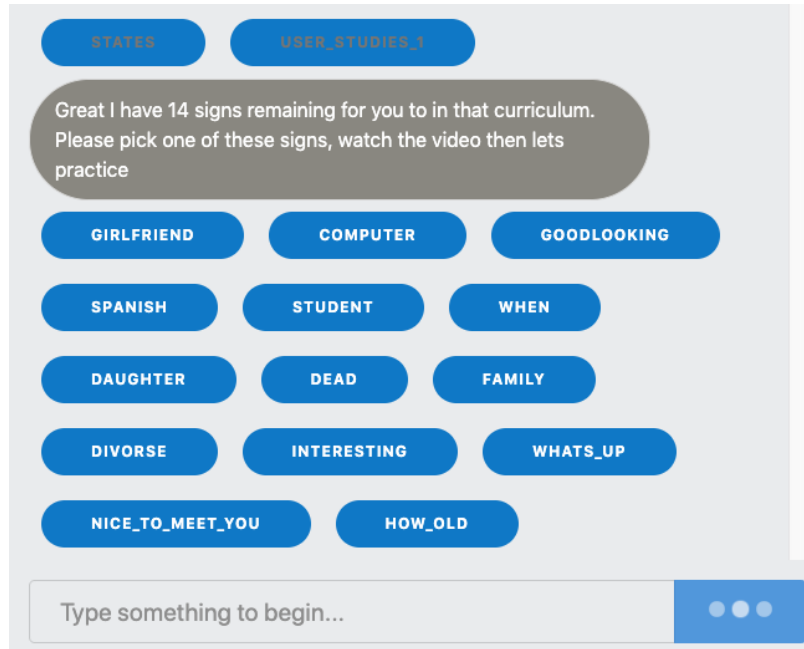 STATES USER_STUDIES_1
Great I have 14 signs remaining for you to in that curriculum.
Please pick one of these signs, watch the video then lets
practice
GIRLFRIEND COMPUTER GOODLOOKING
SPANISH STUDENT WHEN
DAUGHTER DEAD FAMILY
DIVORSE INTERESTING WHATS_UP
NICE_TO_MEET_YOU HOW_OLD
Type something to begin...